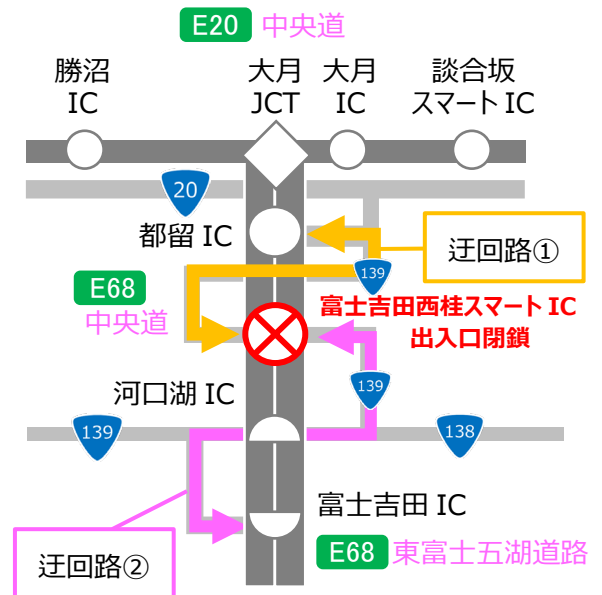 E20 中央道
勝沼
IC
大月
JCT
大月
IC
談合坂
スマート IC
20
都留 IC
迂回路①
139
E68
中央道
富士吉田西桂スマート IC
出入口閉鎖
河口湖 IC
139
139
138
富士吉田 IC
E68 東富士五湖道路
迂回路②